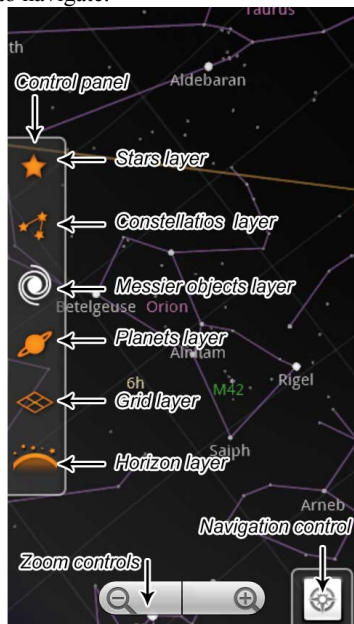 to navigate.
Taurus
th
Aldebaran
Control panel
Stars layer
Constellatios layer
Messier objects layer
Betelgeuse Orion
Planets layer
Alnitam
6h
Rigel
M42
Grid layer
Saiph
Horizon layer
Arneb
Navigation control
Zoom controls